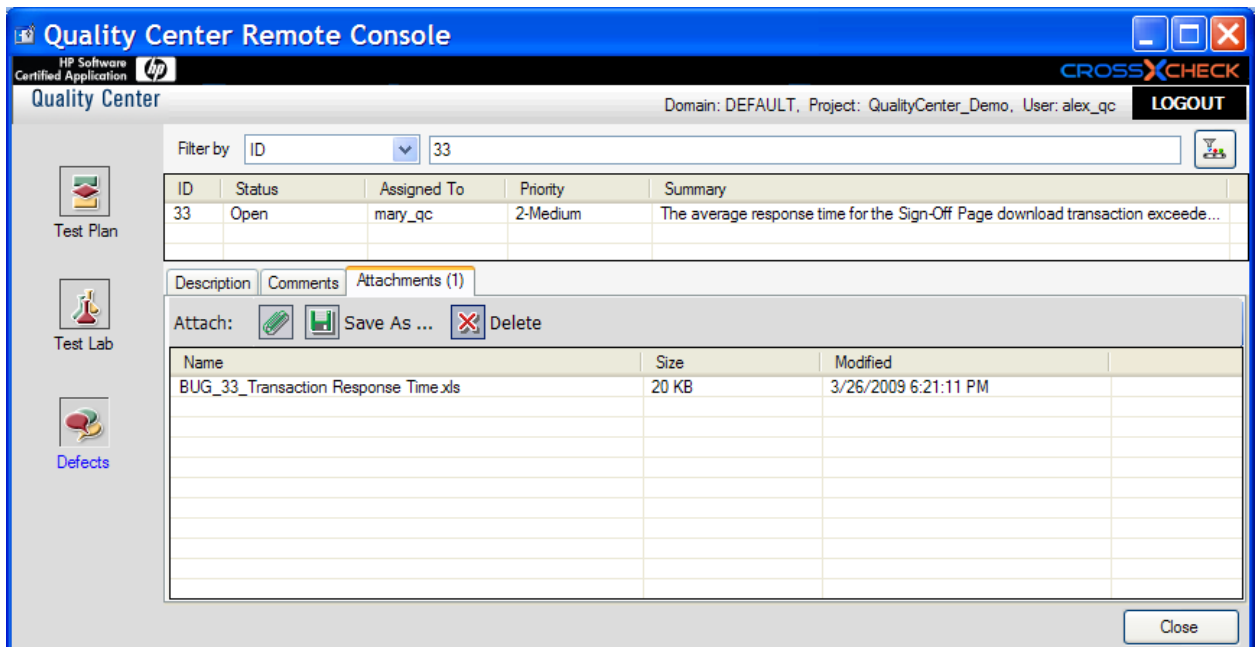 Quality Center Remote Console
HP Software
Certified Application
hp
CROSSXCHECK
Quality Center
Domain: DEFAULT, Project: QualityCenter_Demo, User: alex_qc LOGOUT
Filter by ID 33
ID Status Assigned To Priority Summary
33 Open mary_qc 2-Medium The average response time for the Sign-Off Page download transaction exceede...
Test Plan
Description Comments Attachments (1)
Attach: Save As ... Delete
Test Lab
Name Size Modified
BUG_33_Transaction Response Time.xls 20 KB 3/26/2009 6:21:11 PM
Defects
Close